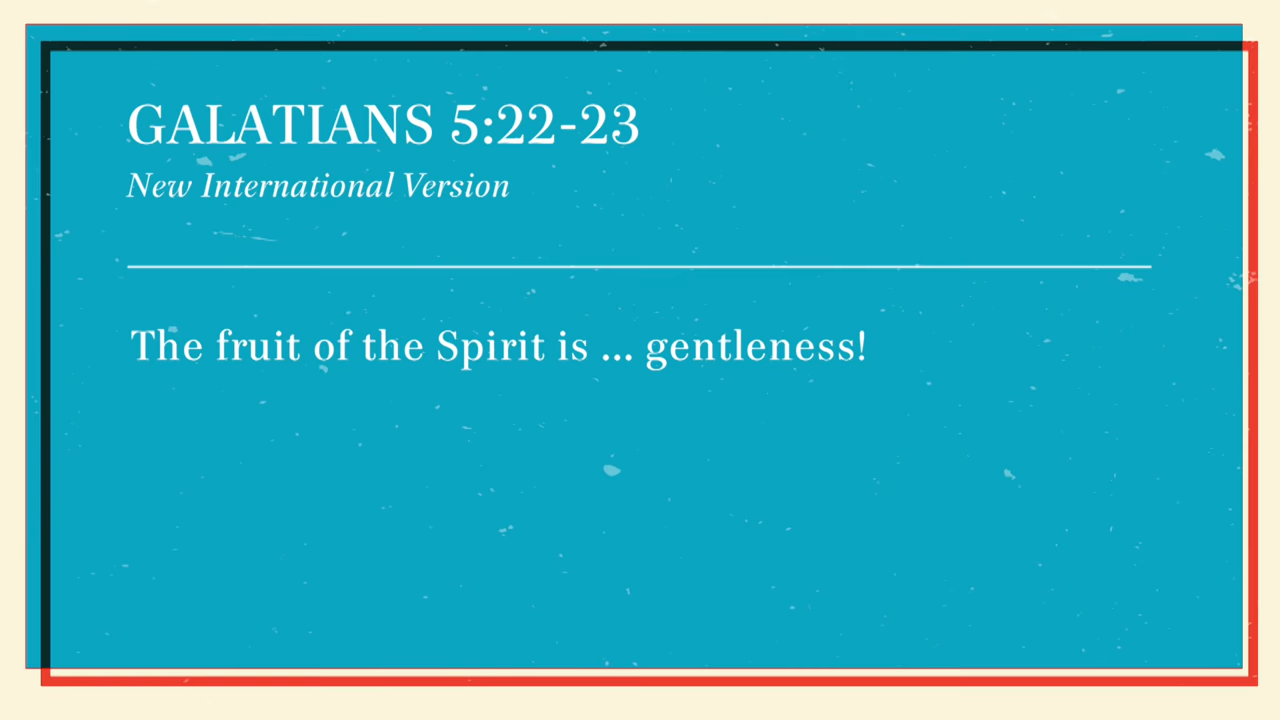 GALATIANS 5:22-23
New International Version
The fruit of the Spirit is ... gentleness!